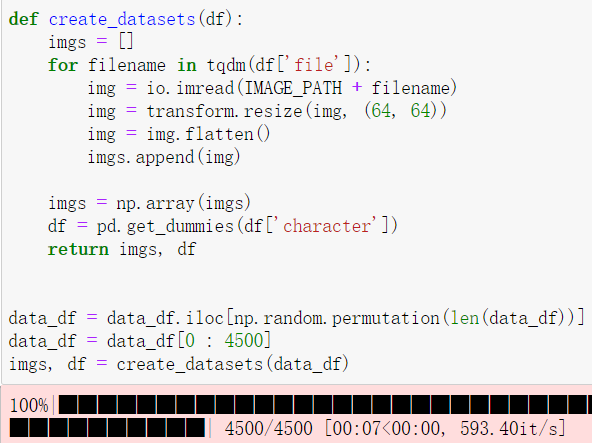 def create_datasets(df):
    imgs = []
    for filename in tqdm(df['file']):
        img = io.imread(IMAGE_PATH + filename)
        img = transform.resize(img, (64, 64))
        img = img.flatten()
        imgs.append(img)

    imgs = np.array(imgs)
    df = pd.get_dummies(df['character'])
    return imgs, df


data_df = data_df.iloc[np.random.permutation(len(data_df))]
data_df = data_df[0 : 4500]
imgs, df = create_datasets(data_df)
100%|
| 4500/4500 [00:07<00:00, 593.40it/s]